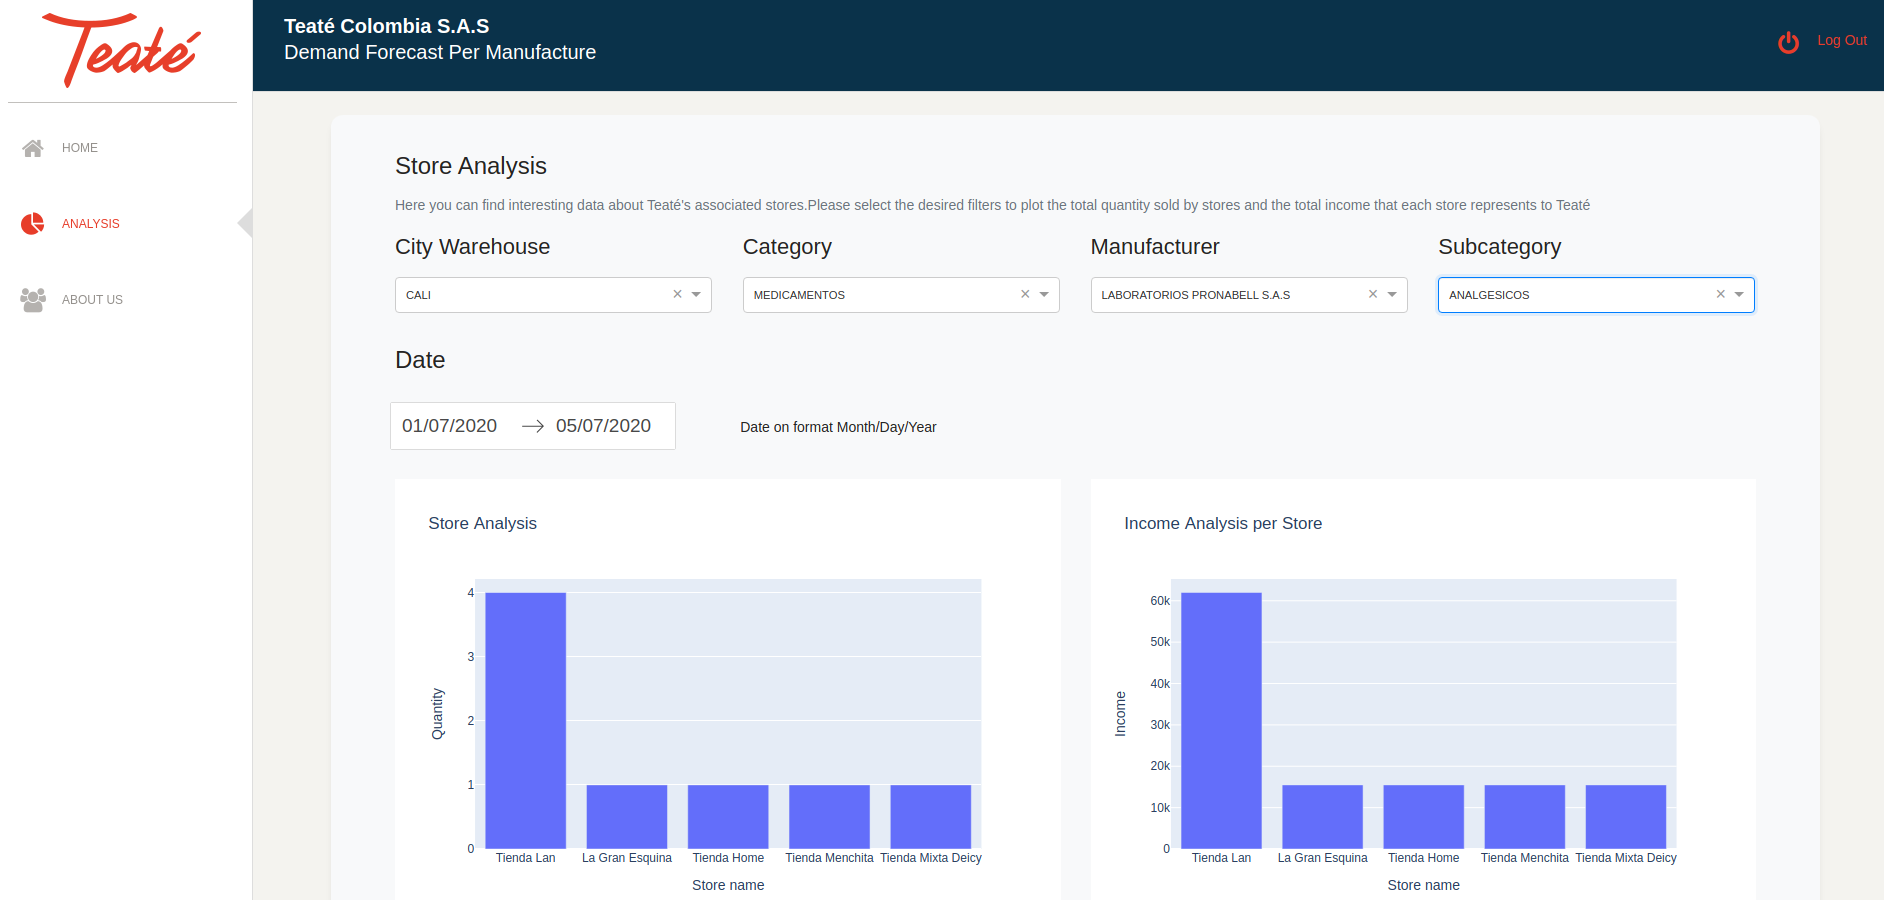 Teaté
HOME
ANALYSIS
ABOUT US
Teaté Colombia S.A.S
Demand Forecast Per Manufacture
Log Out
Store Analysis
Here you can find interesting data about Teaté's associated stores.Please select the desired filters to plot the total quantity sold by stores and the total income that each store represents to Teaté
City Warehouse Category Manufacturer Subcategory
CALI × MEDICAMENTOS × LABORATORIOS PRONABELL S.A.S × ANALGESICOS ×
Date
01/07/2020 → 05/07/2020 Date on format Month/Day/Year
Store Analysis
Quantity
4
3
2
1
0
Tienda Lan La Gran Esquina Tienda Home Tienda Menchita Tienda Mixta Deicy
Store name
Income Analysis per Store
Income
60k
50k
40k
30k
20k
10k
0
Tienda Lan La Gran Esquina Tienda Home Tienda Menchita Tienda Mixta Deicy
Store name